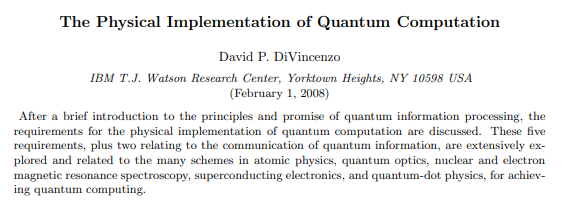 The Physical Implementation of Quantum Computation
David P. DiVincenzo
IBM T.J. Watson Research Center, Yorktown Heights, NY 10598 USA
(February 1, 2008)
After a brief introduction to the principles and promise of quantum information processing, the
requirements for the physical implementation of quantum computation are discussed. These five
requirements, plus two relating to the communication of quantum information, are extensively ex-
plored and related to the many schemes in atomic physics, quantum optics, nuclear and electron
magnetic resonance spectroscopy, superconducting electronics, and quantum-dot physics, for achiev-
ing quantum computing.